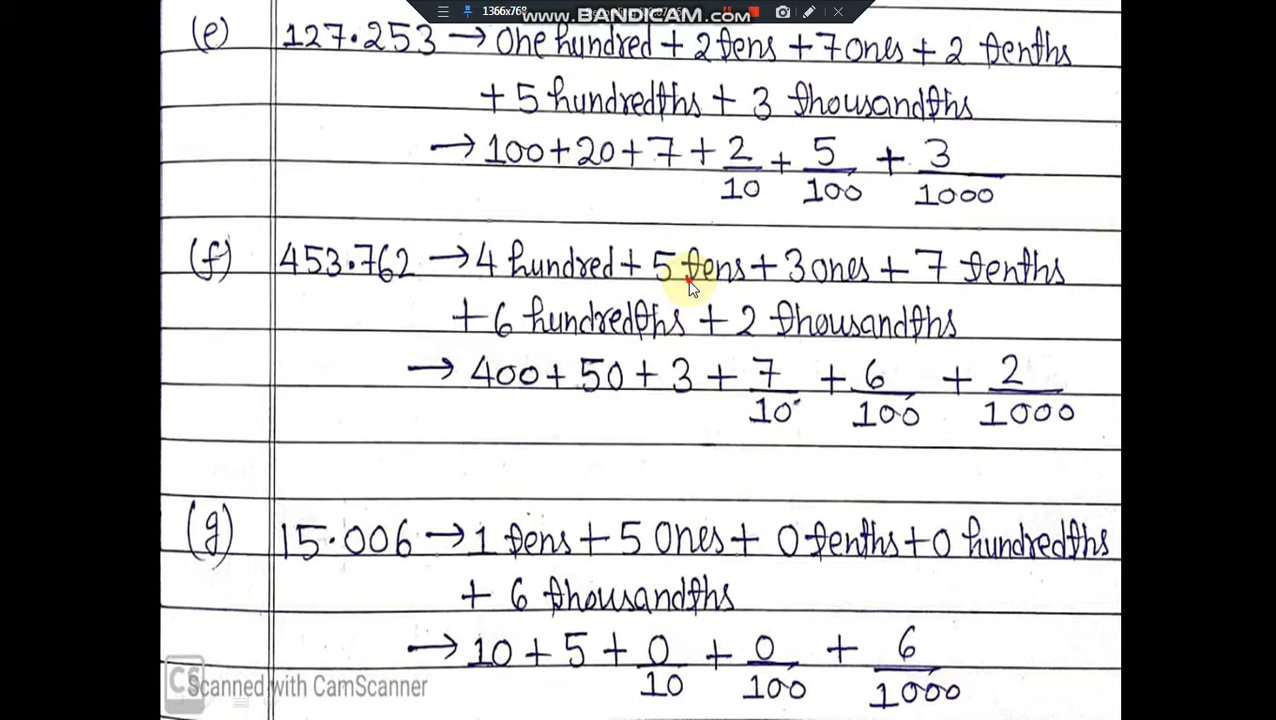 1366x768
www.BANDICAM.com
(e) 127.253 → One hundred + 2 tens + 7 ones + 2 tenths
+ 5 hundredths + 3 thousandths
→ 100 + 20 + 7 + 2/10 + 5/100 + 3/1000
(f) 453.762 → 4 hundred + 5 tens + 3 ones + 7 tenths
+ 6 hundredths + 2 thousandths
→ 400 + 50 + 3 + 7/10 + 6/100 + 2/1000
(g) 15.006 → 1 tens + 5 Ones + 0 tenths + 0 hundredths
+ 6 thousandths
→ 10 + 5 + 0/10 + 0/100 + 6/1000
CS Scanned with CamScanner